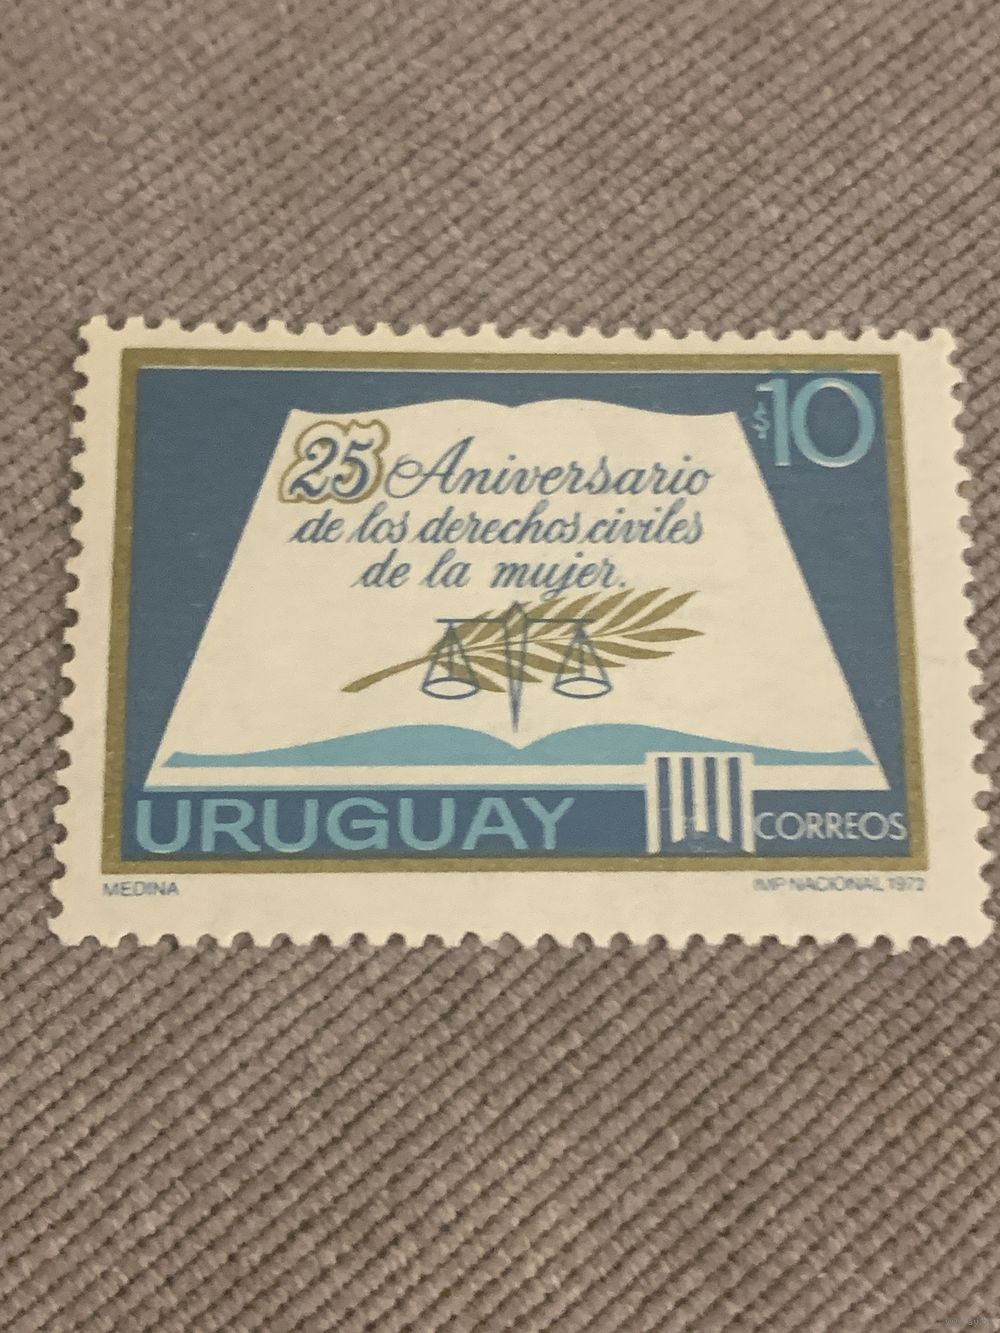 $10
25 Aniversario
de los derechos civiles
de la mujer.
URUGUAY
CORREOS
MEDINA
IMP NACIONAL 1972